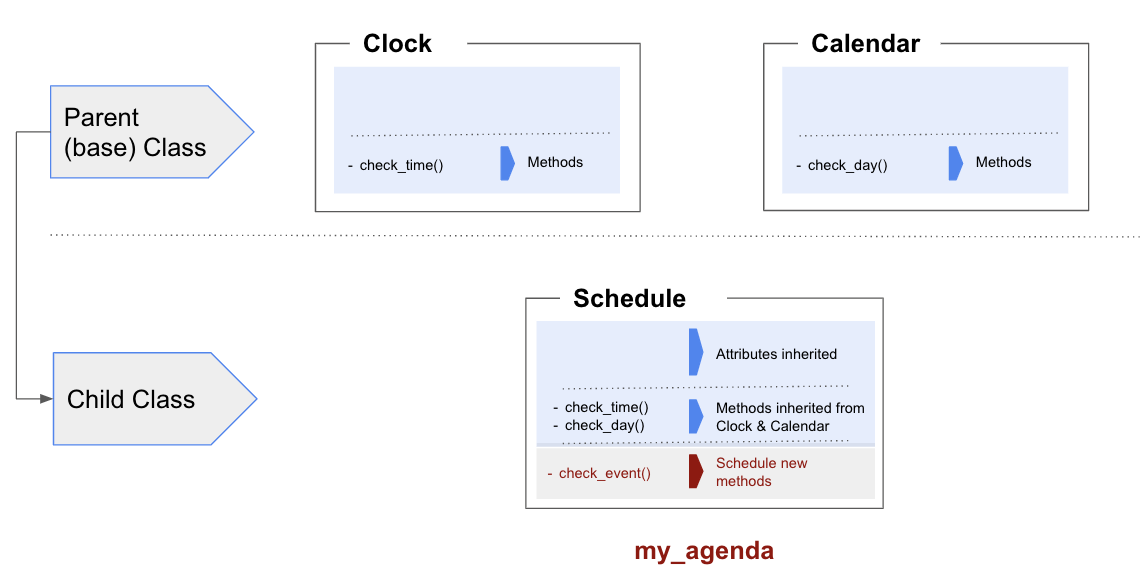 Clock
Calendar
Parent
(base) Class
- check_time()
Methods
- check_day()
Methods
Schedule
Attributes inherited
Child Class
- check_time()
- check_day()
Methods inherited from
Clock & Calendar
- check_event()
Schedule new
methods
my_agenda